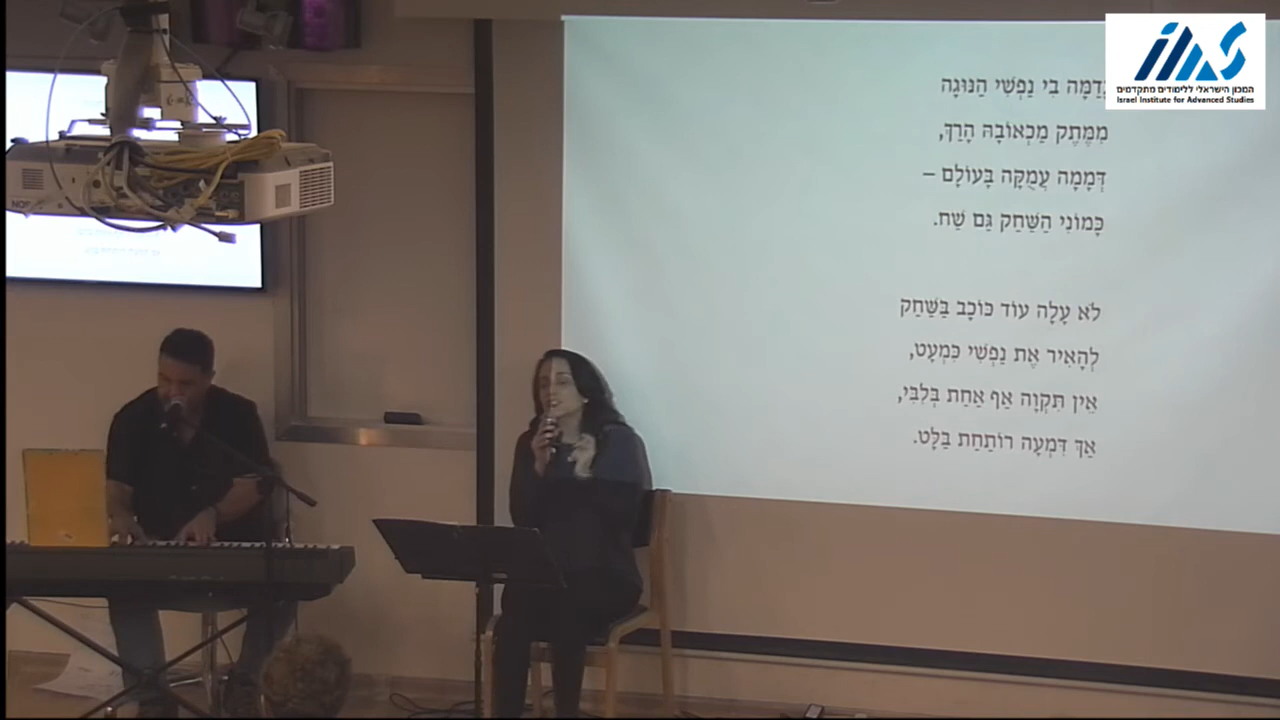 נָדַמָּה בִי נַפְשִׁי הַנּוּגָה
מִמֶּתֶק מַכְאוֹבָהּ הָרַךְ,
דְּמָמָה עֲמֻקָּה בָּעוֹלָם –
כָּמוֹנִי הַשַּׁחַק גַּם שַׁח.
לֹא עָלָה עוֹד כּוֹכָב בַּשַּׁחַק
לְהָאִיר אֶת נַפְשִׁי כִּמְעָט,
אֵין תִּקְוָה אַף אַחַת בְּלִבִּי,
אַךְ דִּמְעָה רוֹתַחַת בַּלָּט.
המכון הישראלי ללימודים מתקדמים
Israel Institute for Advanced Studies